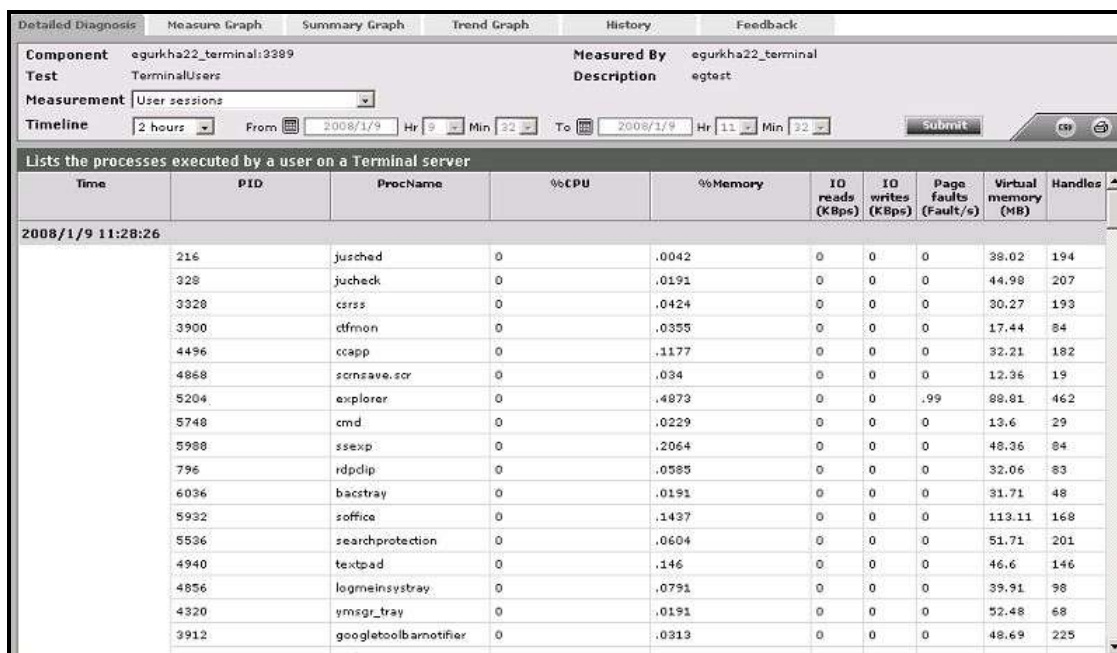 Detailed Diagnosis Measure Graph Summary Graph Trend Graph History Feedback
Component egurkha22_terminal:3389 Measured By egurkha22_terminal
Test TerminalUsers Description egtest
Measurement User sessions
Timeline 2 hours From 2008/1/9 Hr 9 Min 32 To 2008/1/9 Hr 11 Min 32 Submit CSV
Lists the processes executed by a user on a Terminal server
Time PID ProcName %CPU %Memory IO reads (KBps) IO writes (KBps) Page faults (Fault/s) Virtual memory (MB) Handles
2008/1/9 11:28:26
216 jusched 0 .0042 0 0 0 38.02 194
328 jucheck 0 .0191 0 0 0 44.98 207
3328 csrss 0 .0424 0 0 0 30.27 193
3900 ctfmon 0 .0355 0 0 0 17.44 84
4496 ccapp 0 .1177 0 0 0 32.21 182
4868 scrnsave.scr 0 .034 0 0 0 12.36 19
5204 explorer 0 .4873 0 0 .99 88.81 462
5748 cmd 0 .0229 0 0 0 13.6 29
5988 ssexp 0 .2064 0 0 0 48.36 84
796 rdpclip 0 .0585 0 0 0 32.06 83
6036 bacstray 0 .0191 0 0 0 31.71 48
5932 soffice 0 .1437 0 0 0 113.11 168
5536 searchprotection 0 .0604 0 0 0 51.71 201
4940 textpad 0 .146 0 0 0 46.6 146
4856 logmeinsystray 0 .0791 0 0 0 39.91 98
4320 ymsgr_tray 0 .0191 0 0 0 52.48 68
3912 googletoolbarnotifier 0 .0313 0 0 0 48.69 225